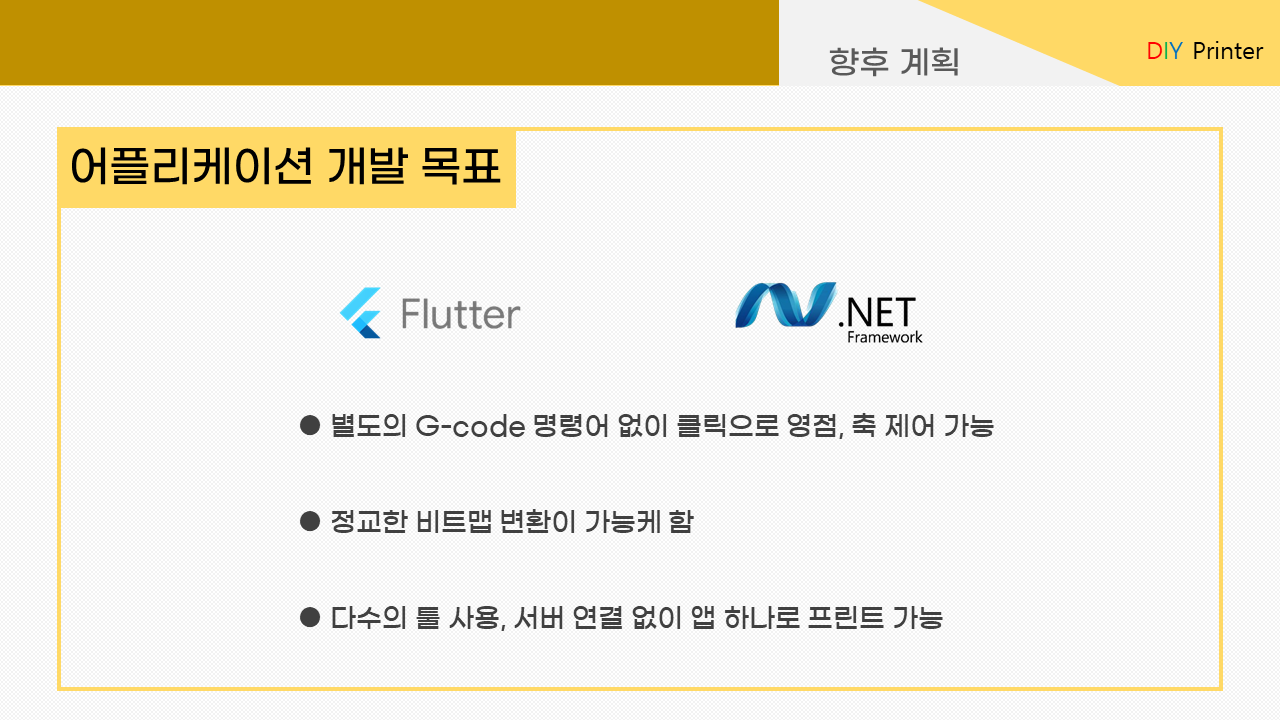 향후 계획
DIY Printer
어플리케이션 개발 목표
Flutter
.NET
Framework
● 별도의 G-code 명령어 없이 클릭으로 영점, 축 제어 가능
● 정교한 비트맵 변환이 가능케 함
● 다수의 툴 사용, 서버 연결 없이 앱 하나로 프린트 가능